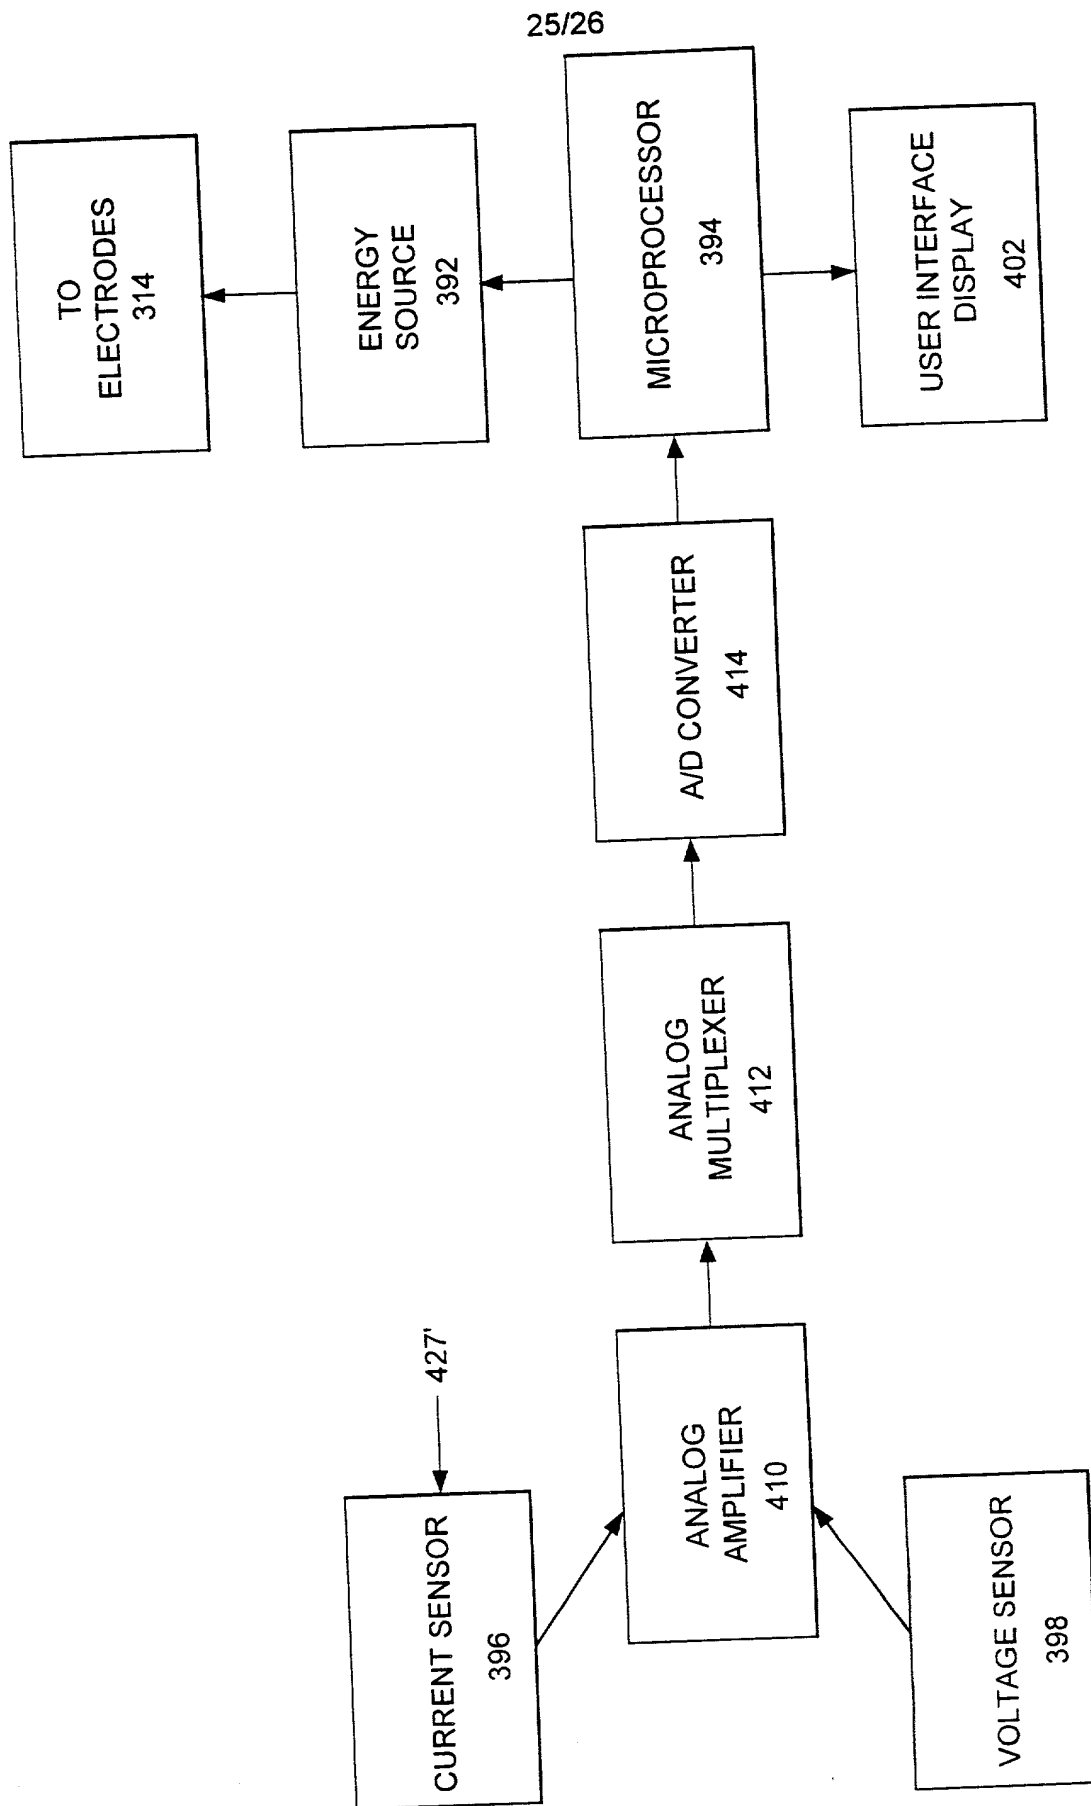 25/26
TO
ELECTRODES
314
ENERGY
SOURCE
392
MICROPROCESSOR
394
USER INTERFACE
DISPLAY
402
A/D CONVERTER
414
ANALOG
MULTIPLEXER
412
ANALOG
AMPLIFIER
410
427'
CURRENT SENSOR
396
VOLTAGE SENSOR
398